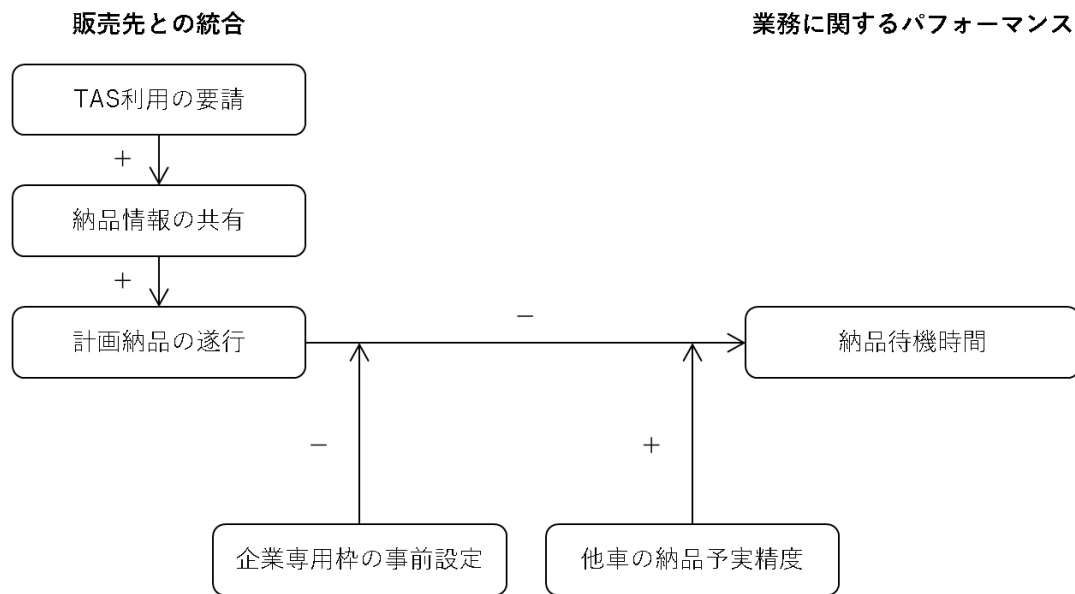 販売先との統合
業務に関するパフォーマンス
TAS利用の要請
+
納品情報の共有
+
計画納品の遂行
−
納品待機時間
−
+
企業専用枠の事前設定
他車の納品予実精度